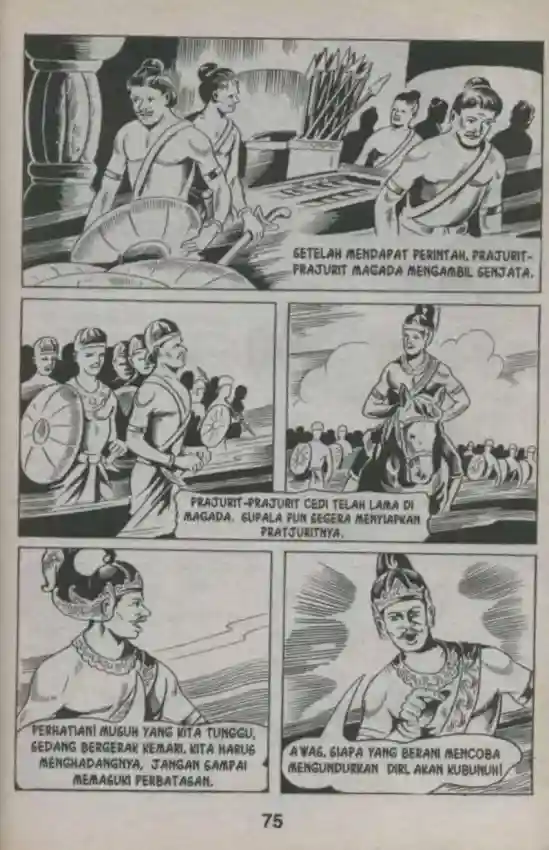 SETELAH MENDAPAT PERINTAH, PRAJURIT-
PRAJURIT MAGADA MENGAMBIL SENJATA.
PRAJURIT-PRAJURIT CEDI TELAH LAMA DI
MAGADA. SUPALA PUN SEGERA MENYIAPKAN
PRATJURITNYA.
PERHATIAN! MUSUH YANG KITA TUNGGU,
SEDANG BERGERAK KEMARI. KITA HARUS
MENGHADANGNYA, JANGAN SAMPAI
MEMASUKI PERBATASAN.
AWAS, SIAPA YANG BERANI MENCOBA
MENGUNDURKAN DIRI, AKAN KUBUNUH!
75